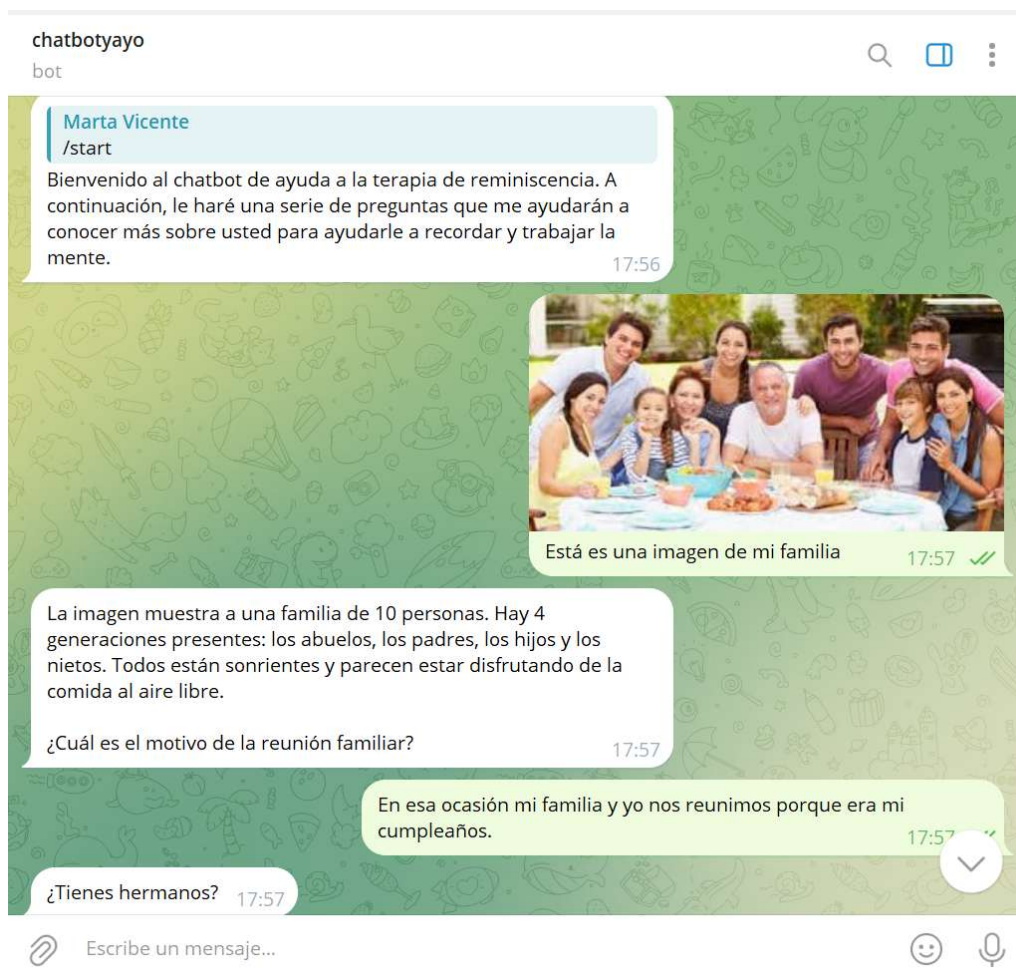 chatbotyayo
bot
Marta Vicente
/start
Bienvenido al chatbot de ayuda a la terapia de reminiscencia. A
continuación, le haré una serie de preguntas que me ayudarán a
conocer más sobre usted para ayudarle a recordar y trabajar la
mente.
17:56
Está es una imagen de mi familia
17:57
La imagen muestra a una familia de 10 personas. Hay 4
generaciones presentes: los abuelos, los padres, los hijos y los
nietos. Todos están sonrientes y parecen estar disfrutando de la
comida al aire libre.
¿Cuál es el motivo de la reunión familiar?
17:57
En esa ocasión mi familia y yo nos reunimos porque era mi
cumpleaños.
17:57
¿Tienes hermanos? 17:57
Escribe un mensaje...